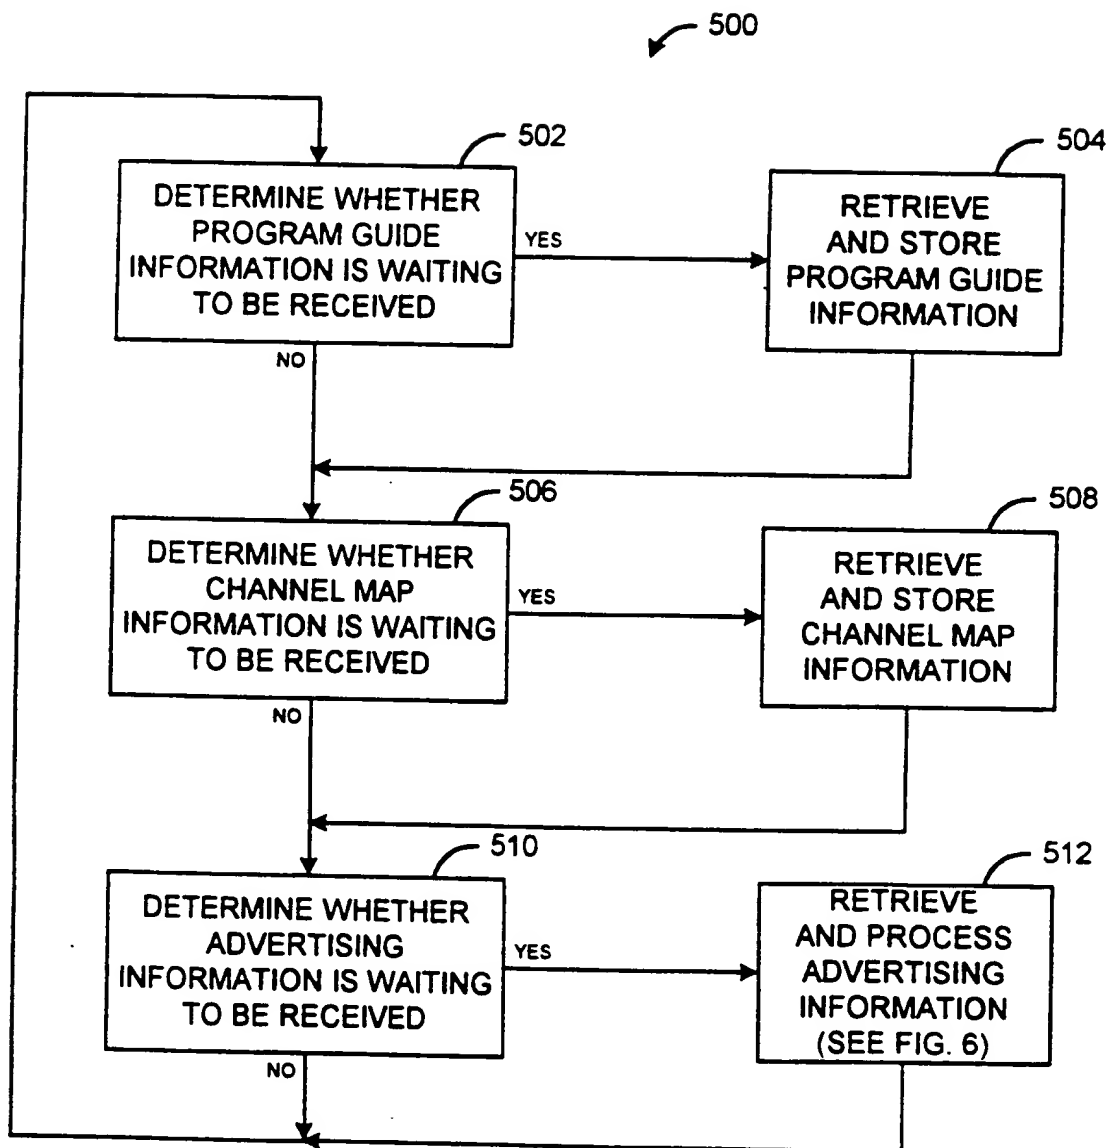 500
502
DETERMINE WHETHER
PROGRAM GUIDE
INFORMATION IS WAITING
TO BE RECEIVED
YES
NO
504
RETRIEVE
AND STORE
PROGRAM GUIDE
INFORMATION
506
DETERMINE WHETHER
CHANNEL MAP
INFORMATION IS WAITING
TO BE RECEIVED
YES
NO
508
RETRIEVE
AND STORE
CHANNEL MAP
INFORMATION
510
DETERMINE WHETHER
ADVERTISING
INFORMATION IS WAITING
TO BE RECEIVED
YES
NO
512
RETRIEVE
AND PROCESS
ADVERTISING
INFORMATION
(SEE FIG. 6)